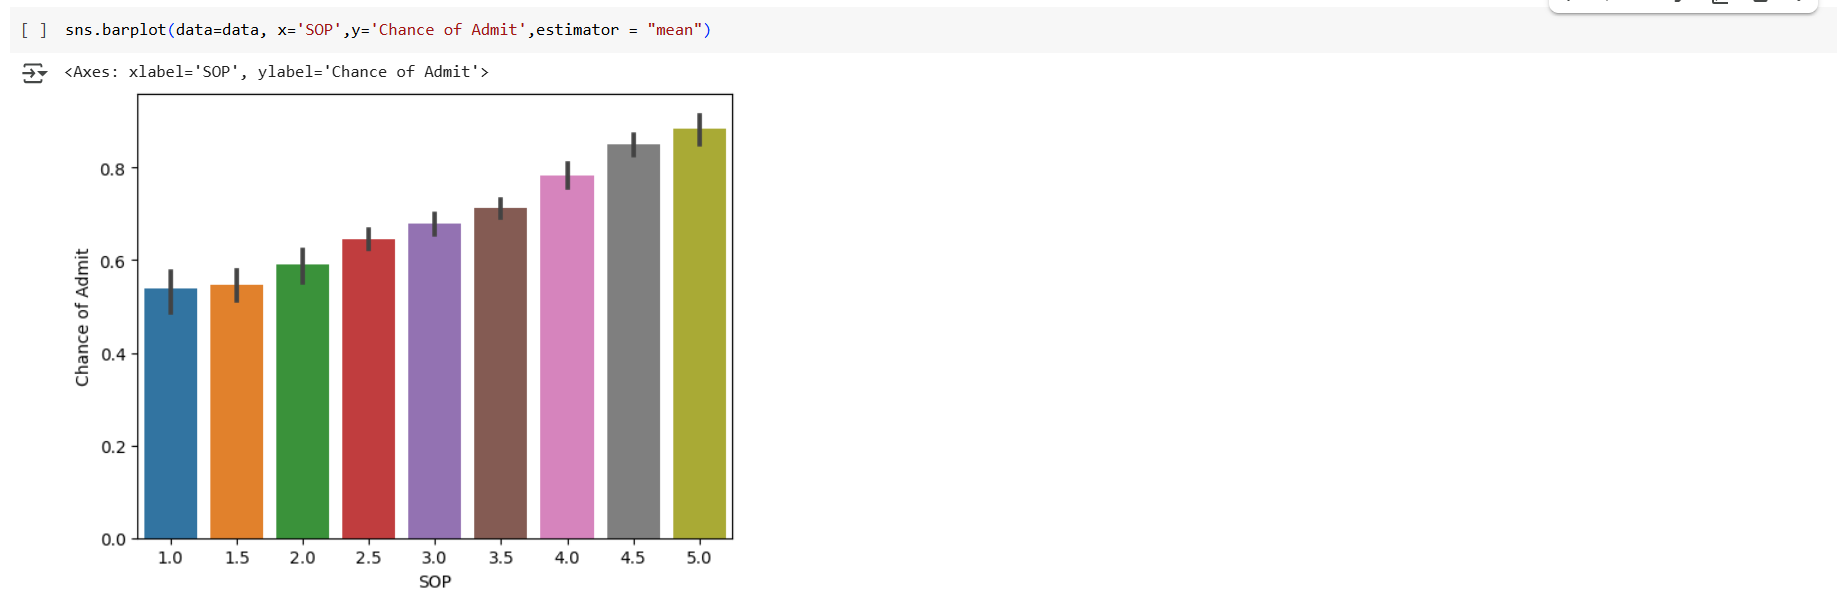 [ ] sns.barplot(data=data, x='SOP',y='Chance of Admit',estimator = "mean")
<Axes: xlabel='SOP', ylabel='Chance of Admit'>
0.8
0.6
0.4
0.2
0.0
Chance of Admit
1.0 1.5 2.0 2.5 3.0 3.5 4.0 4.5 5.0
SOP